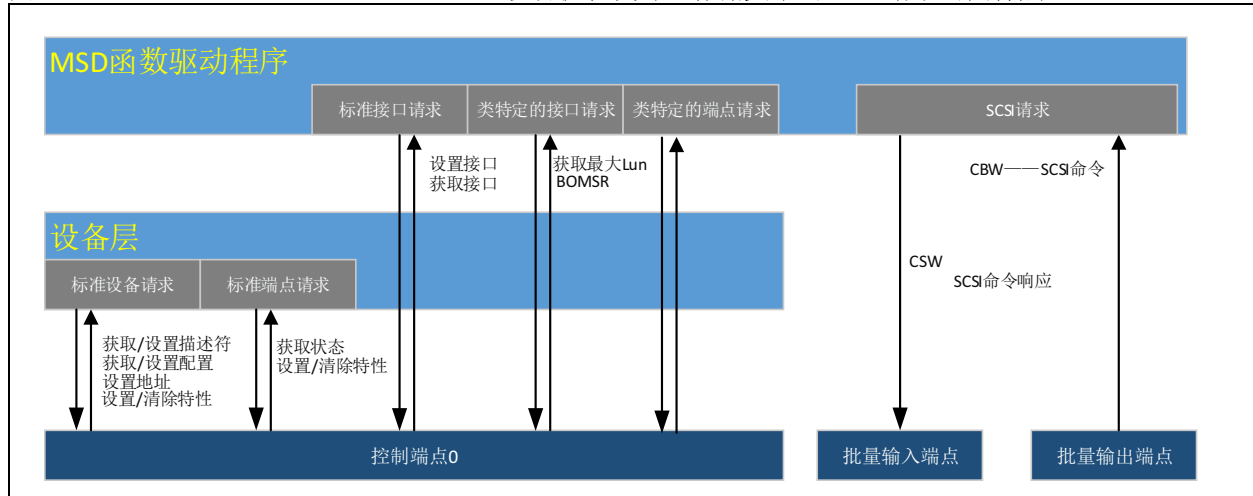 MSD函数驱动程序
标准接口请求
类特定的接口请求
类特定的端点请求
SCSI请求
设置接口
获取接口
获取最大Lun
BOMSR
CBW——SCSI命令
设备层
标准设备请求
标准端点请求
CSW
SCSI命令响应
获取/设置描述符
获取/设置配置
设置地址
设置/清除特性
获取状态
设置/清除特性
控制端点0
批量输入端点
批量输出端点